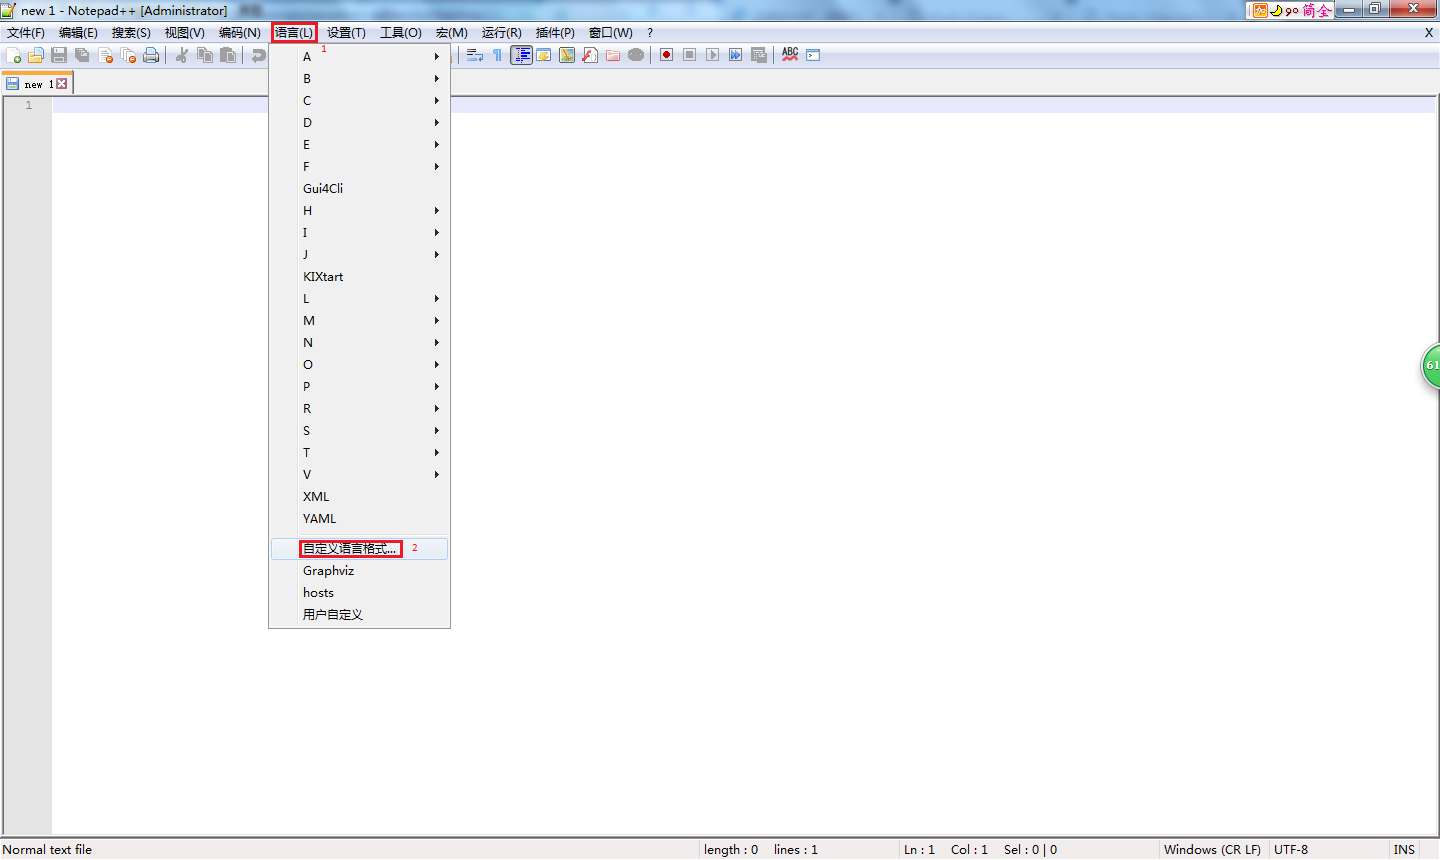 new 1 - Notepad++ [Administrator]
简 全
文件(F) 编辑(E) 搜索(S) 视图(V) 编码(N) 语言(L) 设置(T) 工具(O) 宏(M) 运行(R) 插件(P) 窗口(W) ? X
1
ABC
new 1
1
A
B
C
D
E
F
Gui4Cli
H
I
J
KIXtart
L
M
N
O
P
R
S
T
V
XML
YAML
自定义语言格式... 2
Graphviz
hosts
用户自定义
61
Normal text file length : 0 lines : 1 Ln : 1 Col : 1 Sel : 0 | 0 Windows (CR LF) UTF-8 INS